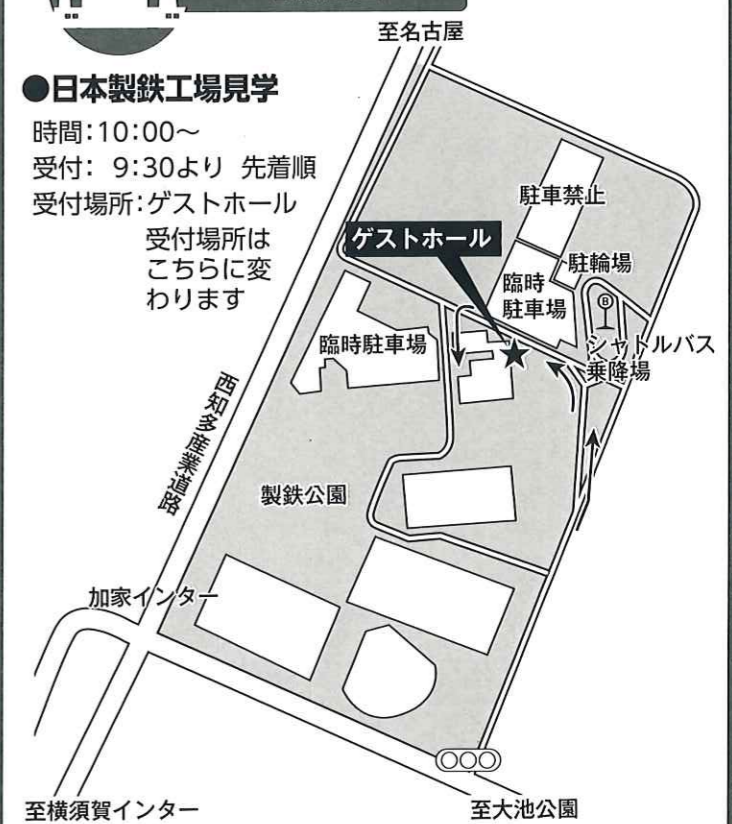 至名古屋
●日本製鉄工場見学
時間:10:00~
受付: 9:30より 先着順
受付場所:ゲストホール
受付場所は
こちらに変
わります
駐車禁止
ゲストホール
駐輪場
臨時
駐車場
B
シャトルバス
乗降場
臨時駐車場
西知多産業道路
製鉄公園
加家インター
至横須賀インター
至大池公園